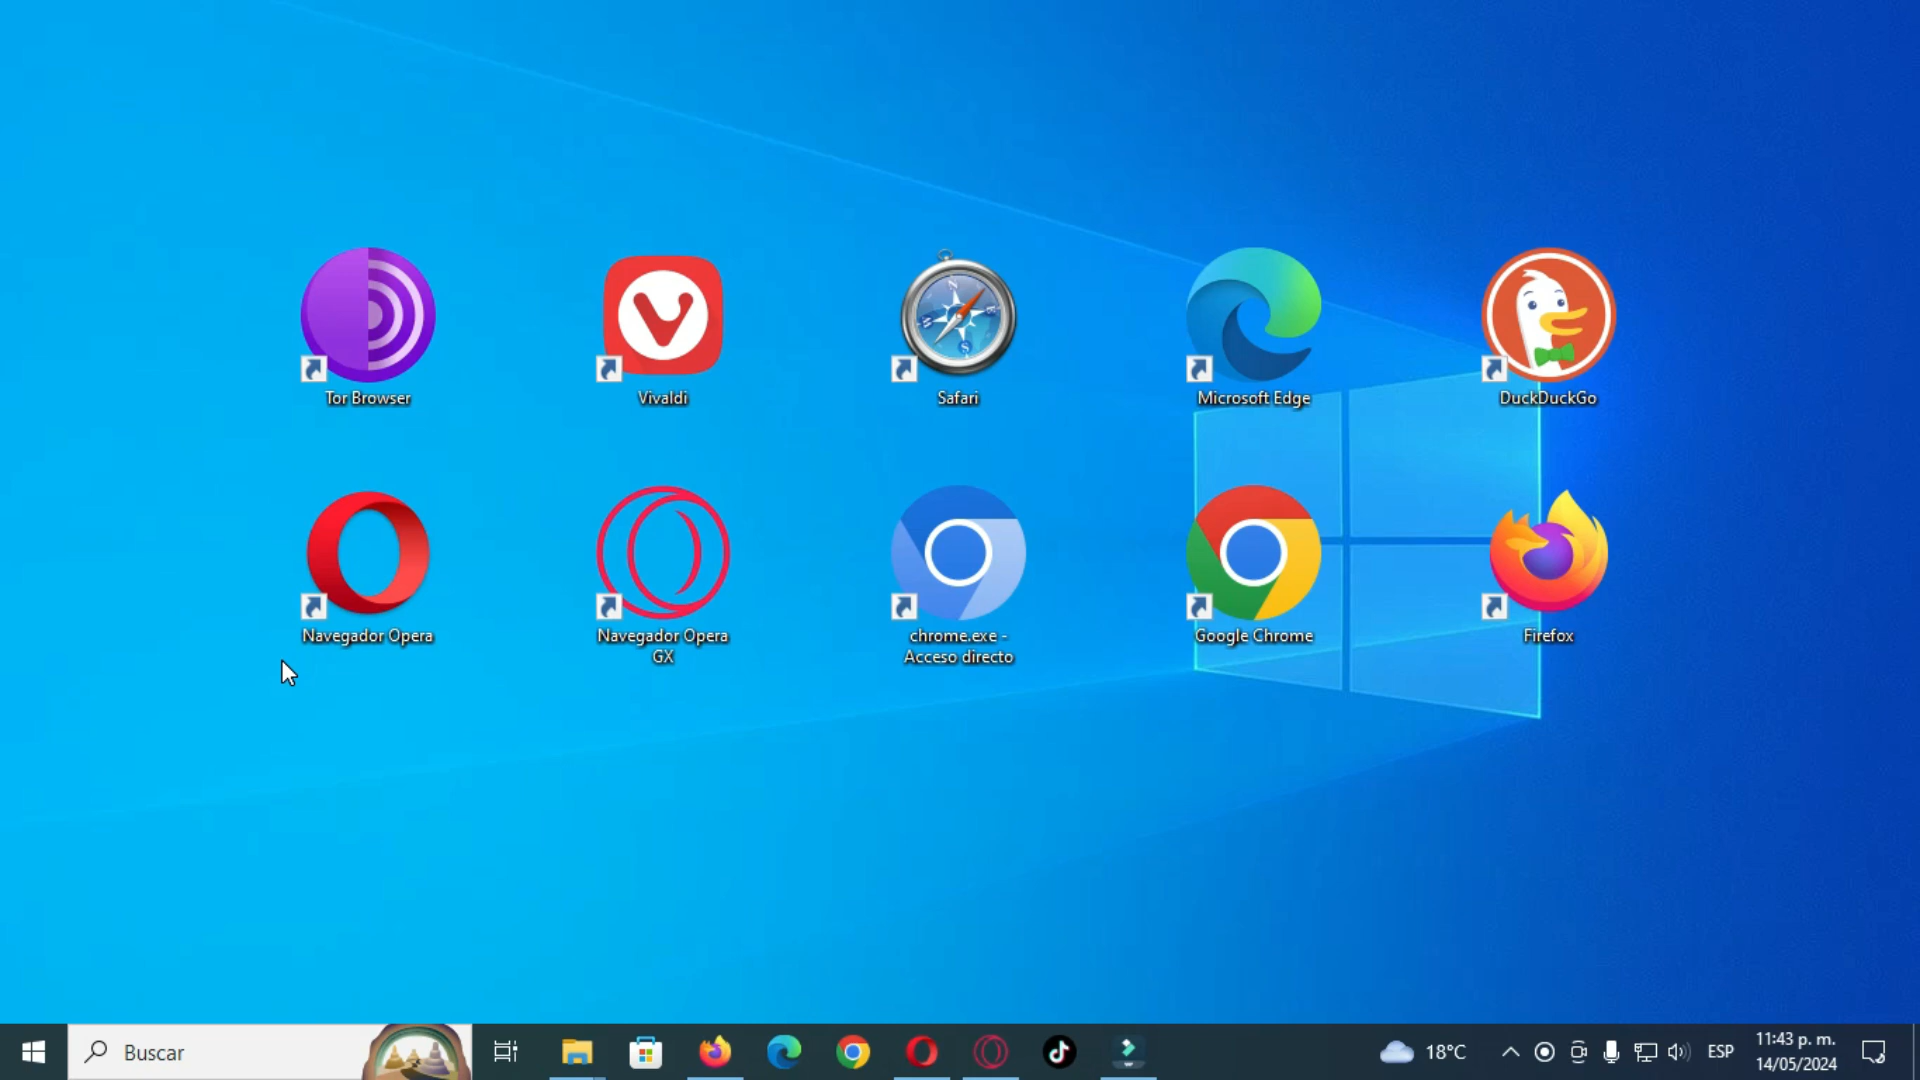 Tor Browser
Vivaldi
Safari
Microsoft Edge
DuckDuckGo
Navegador Opera
Navegador Opera
GX
chrome.exe -
Acceso directo
Google Chrome
Firefox
Buscar
18°C
ESP
11:43 p. m.
14/05/2024